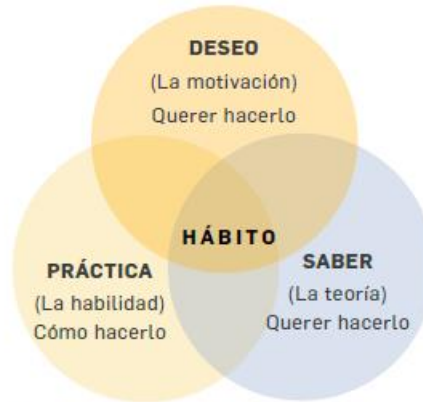 DESEO
(La motivación)
Querer hacerlo
HÁBITO
PRÁCTICA
(La habilidad)
Cómo hacerlo
SABER
(La teoría)
Querer hacerlo